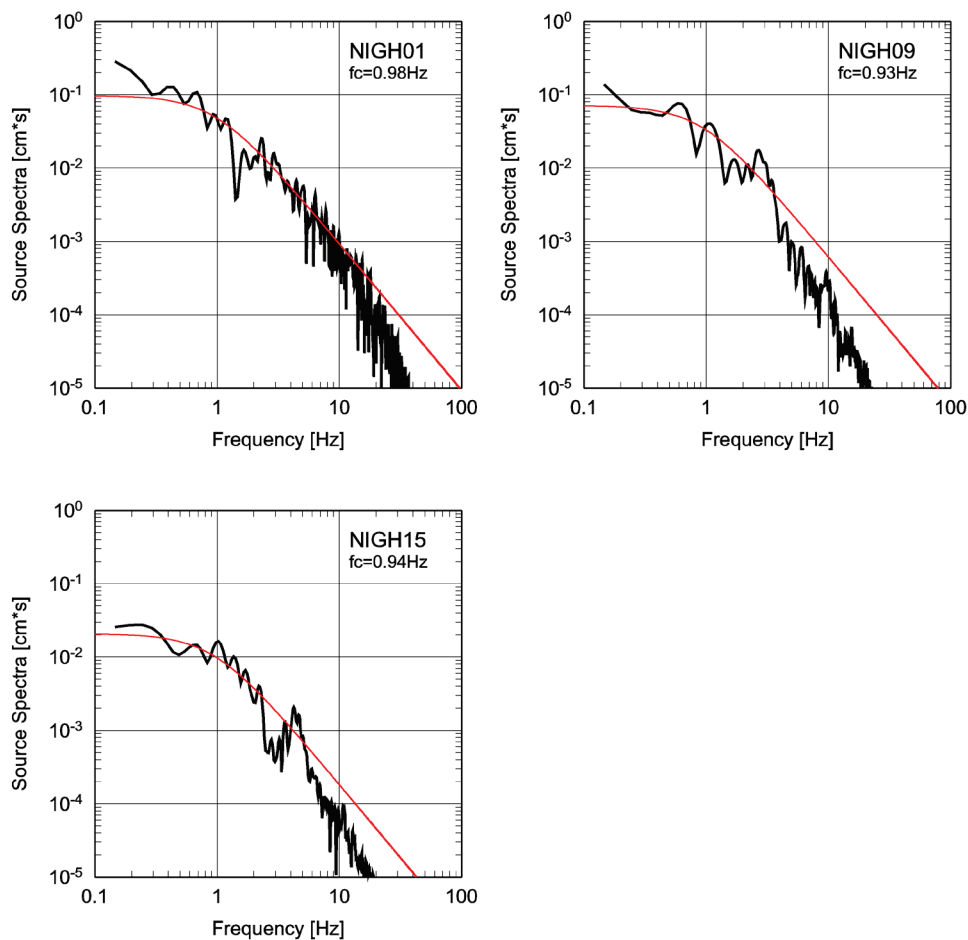 10^0
10^-1
10^-2
10^-3
10^-4
10^-5
Source Spectra [cm*s]
NIGH01
fc=0.98Hz
0.1 1 10 100
Frequency [Hz]
10^0
10^-1
10^-2
10^-3
10^-4
10^-5
Source Spectra [cm*s]
NIGH09
fc=0.93Hz
0.1 1 10 100
Frequency [Hz]
10^0
10^-1
10^-2
10^-3
10^-4
10^-5
Source Spectra [cm*s]
NIGH15
fc=0.94Hz
0.1 1 10 100
Frequency [Hz]